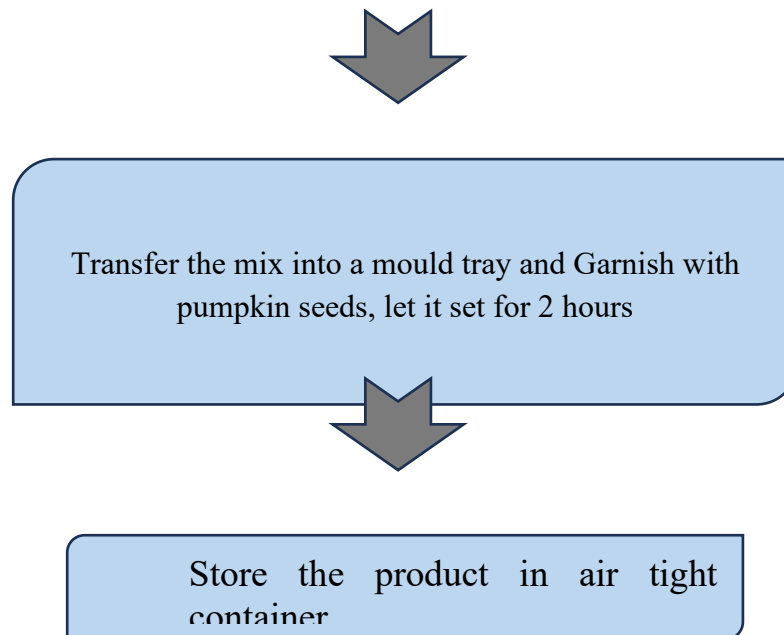 Transfer the mix into a mould tray and Garnish with
pumpkin seeds, let it set for 2 hours
Store the product in air tight
container